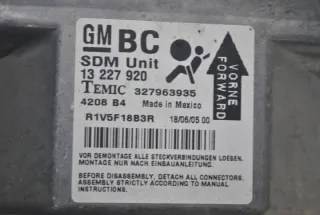 GM BC
SDM Unit
13 227 920
TEMIC 327963935
4208 B4 Made in Mexico
R1V5F18B3R 18/06/05 00
VORNE
FORWARD
VOR DEMONTAGE ALLE STECKVERBINDUNGEN LOESEN.
MONTAGE NUR NACH EINBAUANLEITUNG.
BEFORE DISASSEMBLY, DETACH ALL CONNECTORS.
ASSEMBLY STRICTLY ACCORDING TO MANUAL
INSTRUCTIONS.